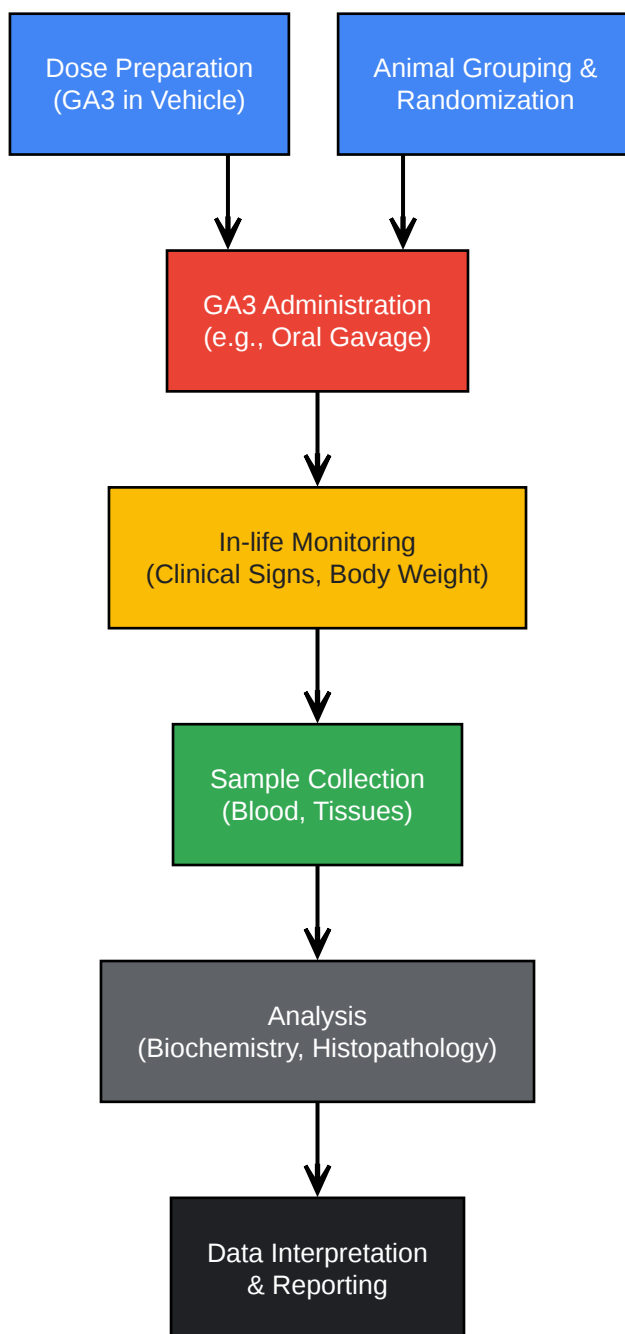 Dose Preparation
(GA3 in Vehicle)
Animal Grouping &
Randomization
GA3 Administration
(e.g., Oral Gavage)
In-life Monitoring
(Clinical Signs, Body Weight)
Sample Collection
(Blood, Tissues)
Analysis
(Biochemistry, Histopathology)
Data Interpretation
& Reporting